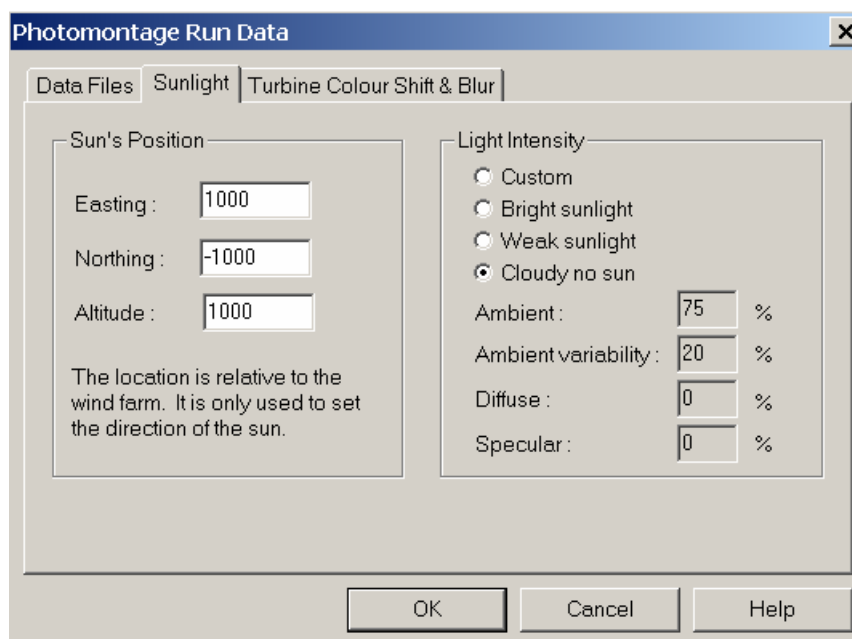 Photomontage Run Data
Data Files
Sunlight
Turbine Colour Shift & Blur
Sun's Position
Easting :
1000
Northing :
-1000
Altitude :
1000
The location is relative to the
wind farm. It is only used to set
the direction of the sun.
Light Intensity
Custom
Bright sunlight
Weak sunlight
Cloudy no sun
Ambient :
75
%
Ambient variability :
20
%
Diffuse :
0
%
Specular :
0
%
OK
Cancel
Help